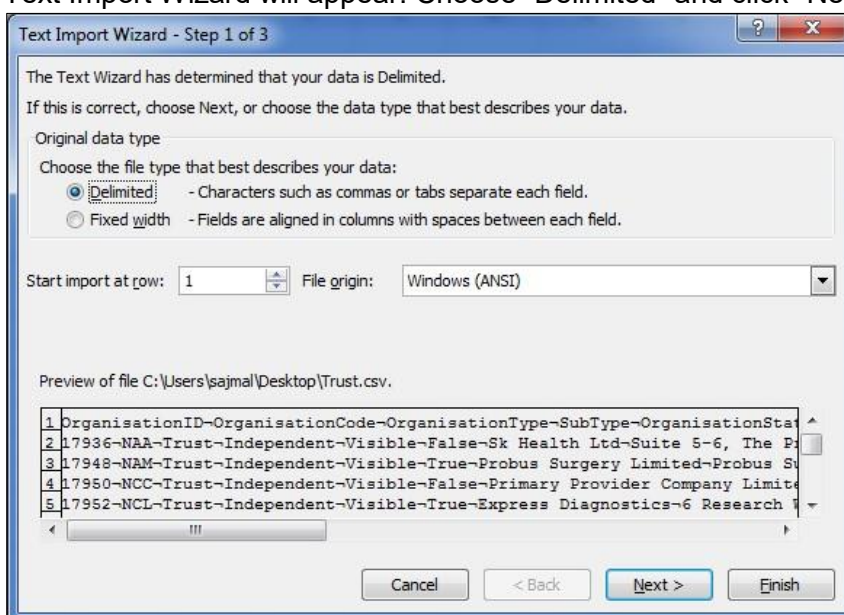 Text Import Wizard will appear. Choose "Delimited" and click
Text Import Wizard - Step 1 of 3
The Text Wizard has determined that your data is Delimited.
If this is correct, choose Next, or choose the data type that best describes your data.
Original data type
Choose the file type that best describes your data:
Delimited - Characters such as commas or tabs separate each field.
Fixed width - Fields are aligned in columns with spaces between each field.
Start import at row: 1 File origin: Windows (ANSI)
Preview of file C:\Users\sajmal\Desktop\Trust.csv.
1 OrganisationID¬OrganisationCode¬OrganisationType¬SubType¬OrganisationStat
2 17936¬NAA¬Trust¬Independent¬Visible¬False¬Sk Health Ltd¬Suite 5-6, The
3 17948¬NAM¬Trust¬Independent¬Visible¬True¬Probus Surgery Limited¬Probus
4 17950¬NCC¬Trust¬Independent¬Visible¬False¬Primary Provider Company Limite
5 17952¬NCL¬Trust¬Independent¬Visible¬True¬Express Diagnostics¬6 Research
Cancel < Back Next > Finish